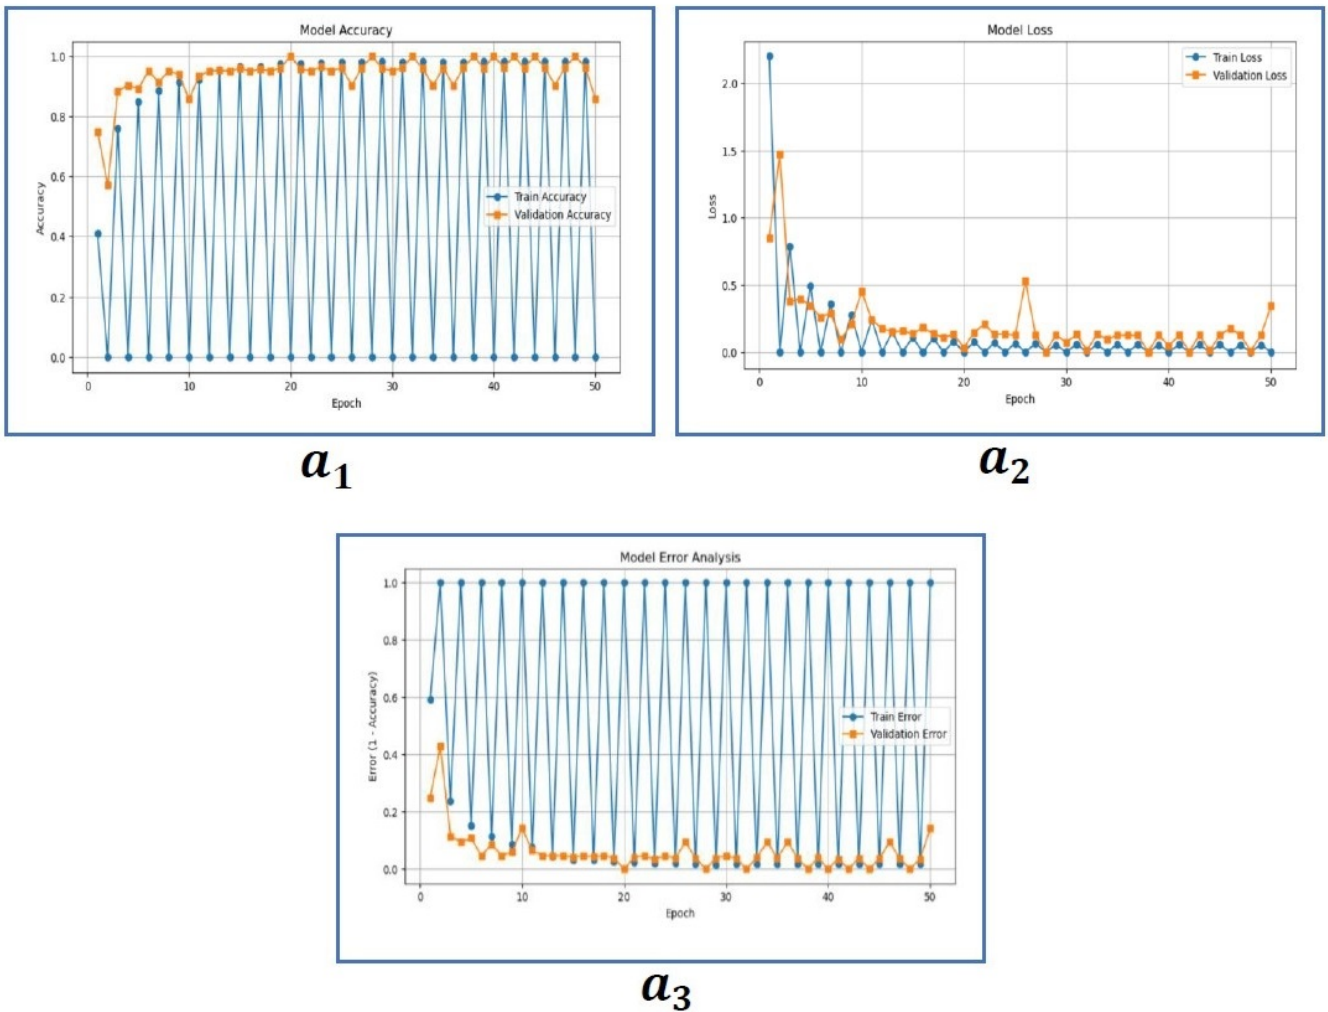 Model Accuracy
1.0
0.8
0.6
0.4
0.2
0.0
Accuracy
Train Accuracy
Validation Accuracy
0 10 20 30 40 50
Epoch
a1
Model Loss
2.0
1.5
1.0
0.5
0.0
Loss
Train Loss
Validation Loss
0 10 20 30 40 50
Epoch
a2
Model Error Analysis
1.0
0.8
0.6
0.4
0.2
0.0
Error (1 - Accuracy)
Train Error
Validation Error
0 10 20 30 40 50
Epoch
a3